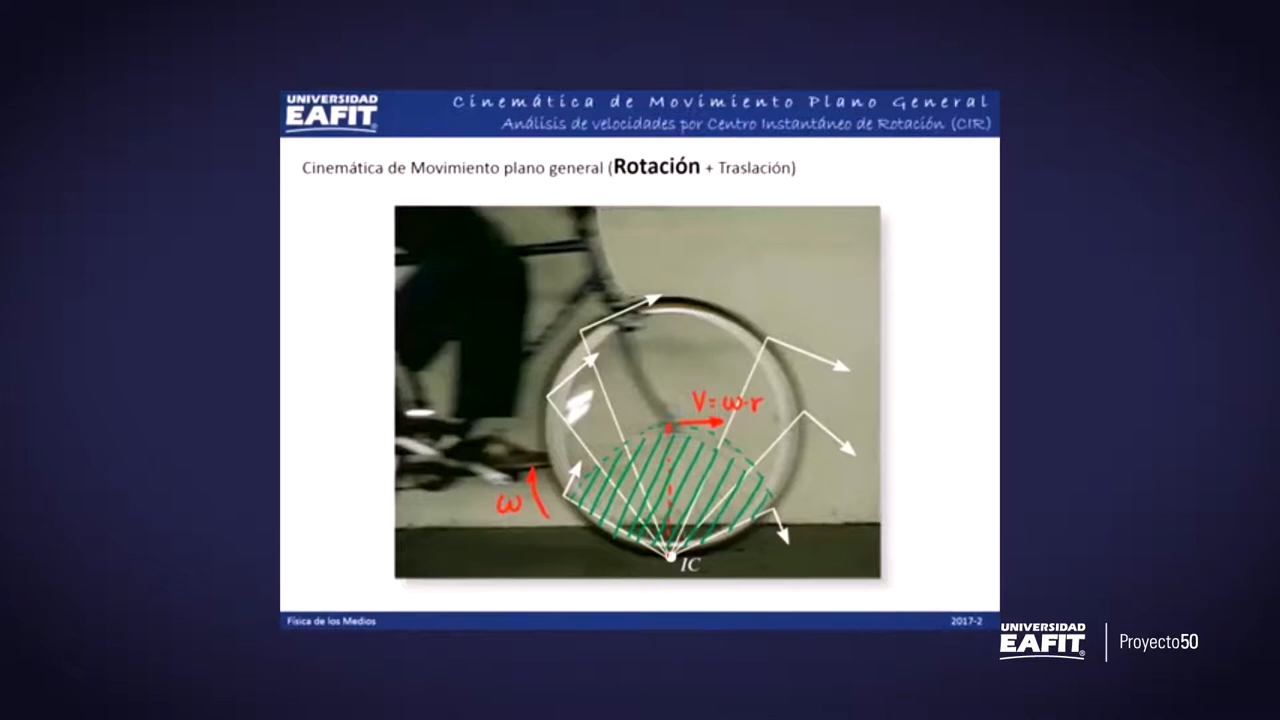 UNIVERSIDAD
EAFIT
Cinemática de Movimiento Plano General
Análisis de velocidades por Centro Instantáneo de Rotación (CIR)
Cinemática de Movimiento plano general (Rotación + Traslación)
V = ω·r
ω
IC
Física de los Medios
2017-2
UNIVERSIDAD
EAFIT
Proyecto50